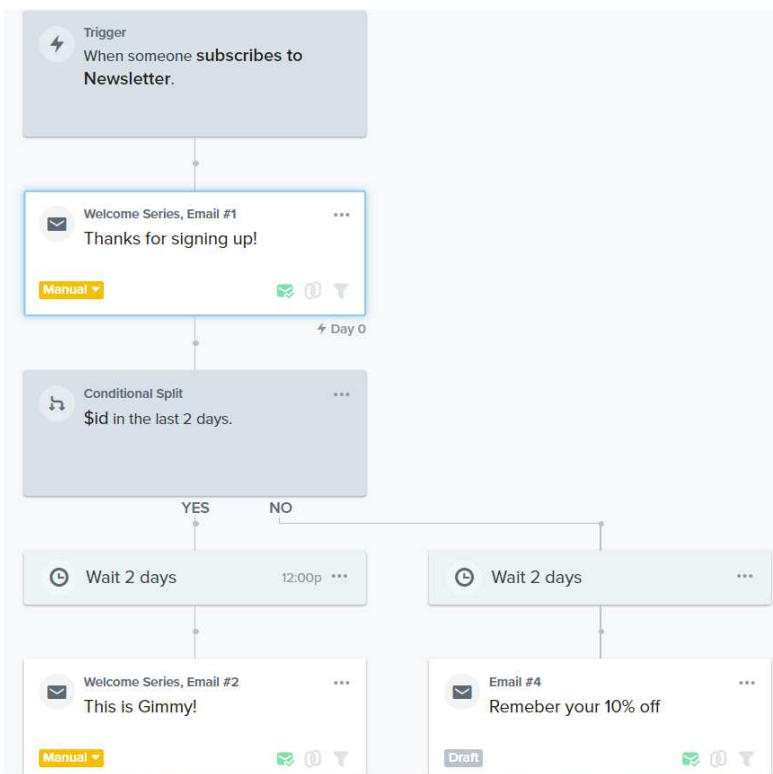 Trigger
When someone subscribes to
Newsletter.
Welcome Series, Email #1
Thanks for signing up!
Manual
Day 0
Conditional Split
$id in the last 2 days.
YES NO
Wait 2 days 12:00p
Wait 2 days
Welcome Series, Email #2
This is Gimmy!
Manual
Email #4
Remeber your 10% off
Draft